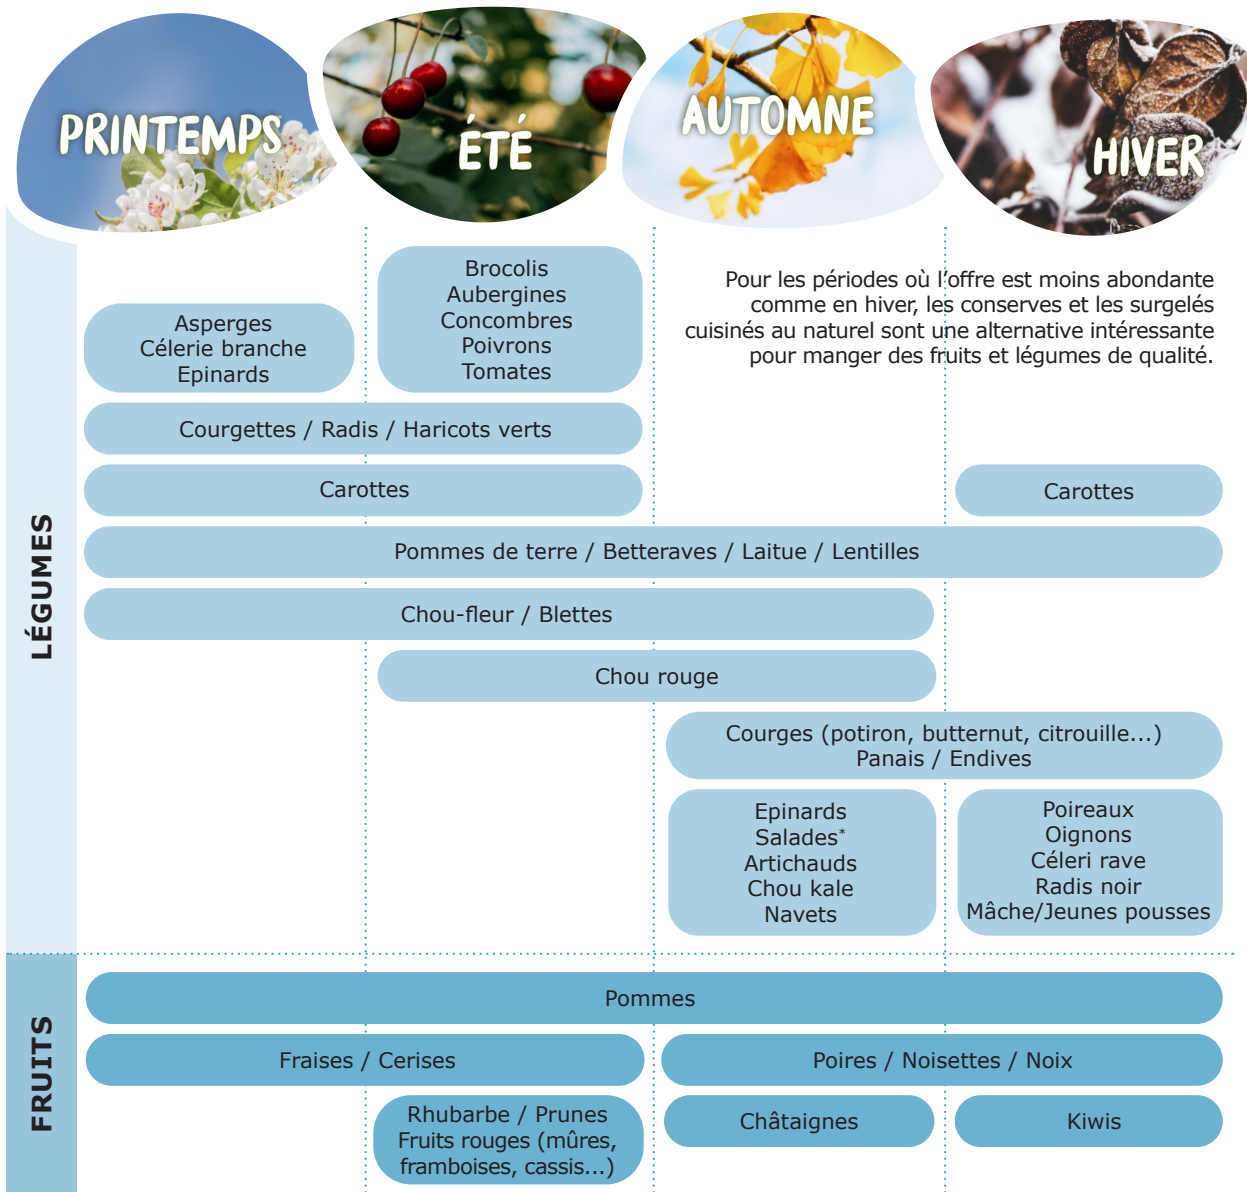 PRINTEMPS
ÉTÉ
AUTOMNE
HIVER
Pour les périodes où l'offre est moins abondante
comme en hiver, les conserves et les surgelés
cuisinés au naturel sont une alternative intéressante
pour manger des fruits et légumes de qualité.
LÉGUMES
Asperges
Célerie branche
Epinards
Brocolis
Aubergines
Concombres
Poivrons
Tomates
Courgettes / Radis / Haricots verts
Carottes
Carottes
Pommes de terre / Betteraves / Laitue / Lentilles
Chou-fleur / Blettes
Chou rouge
Courges (potiron, butternut, citrouille...)
Panais / Endives
Epinards
Salades*
Artichauds
Chou kale
Navets
Poireaux
Oignons
Céleri rave
Radis noir
Mâche/Jeunes pousses
FRUITS
Pommes
Fraises / Cerises
Poires / Noisettes / Noix
Rhubarbe / Prunes
Fruits rouges (mûres,
framboises, cassis...)
Châtaignes
Kiwis